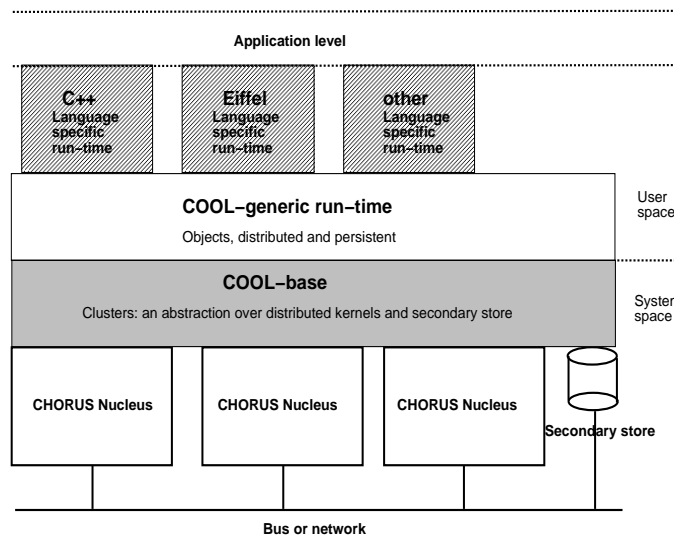 Application level
C++
Language
specific
run−time
Eiffel
Language
specific
run−time
other
Language
specific
run−time
COOL−generic run−time
Objects, distributed and persistent
User
space
COOL−base
Clusters: an abstraction over distributed kernels and secondary store
System
space
CHORUS Nucleus
CHORUS Nucleus
CHORUS Nucleus
Secondary store
Bus or network